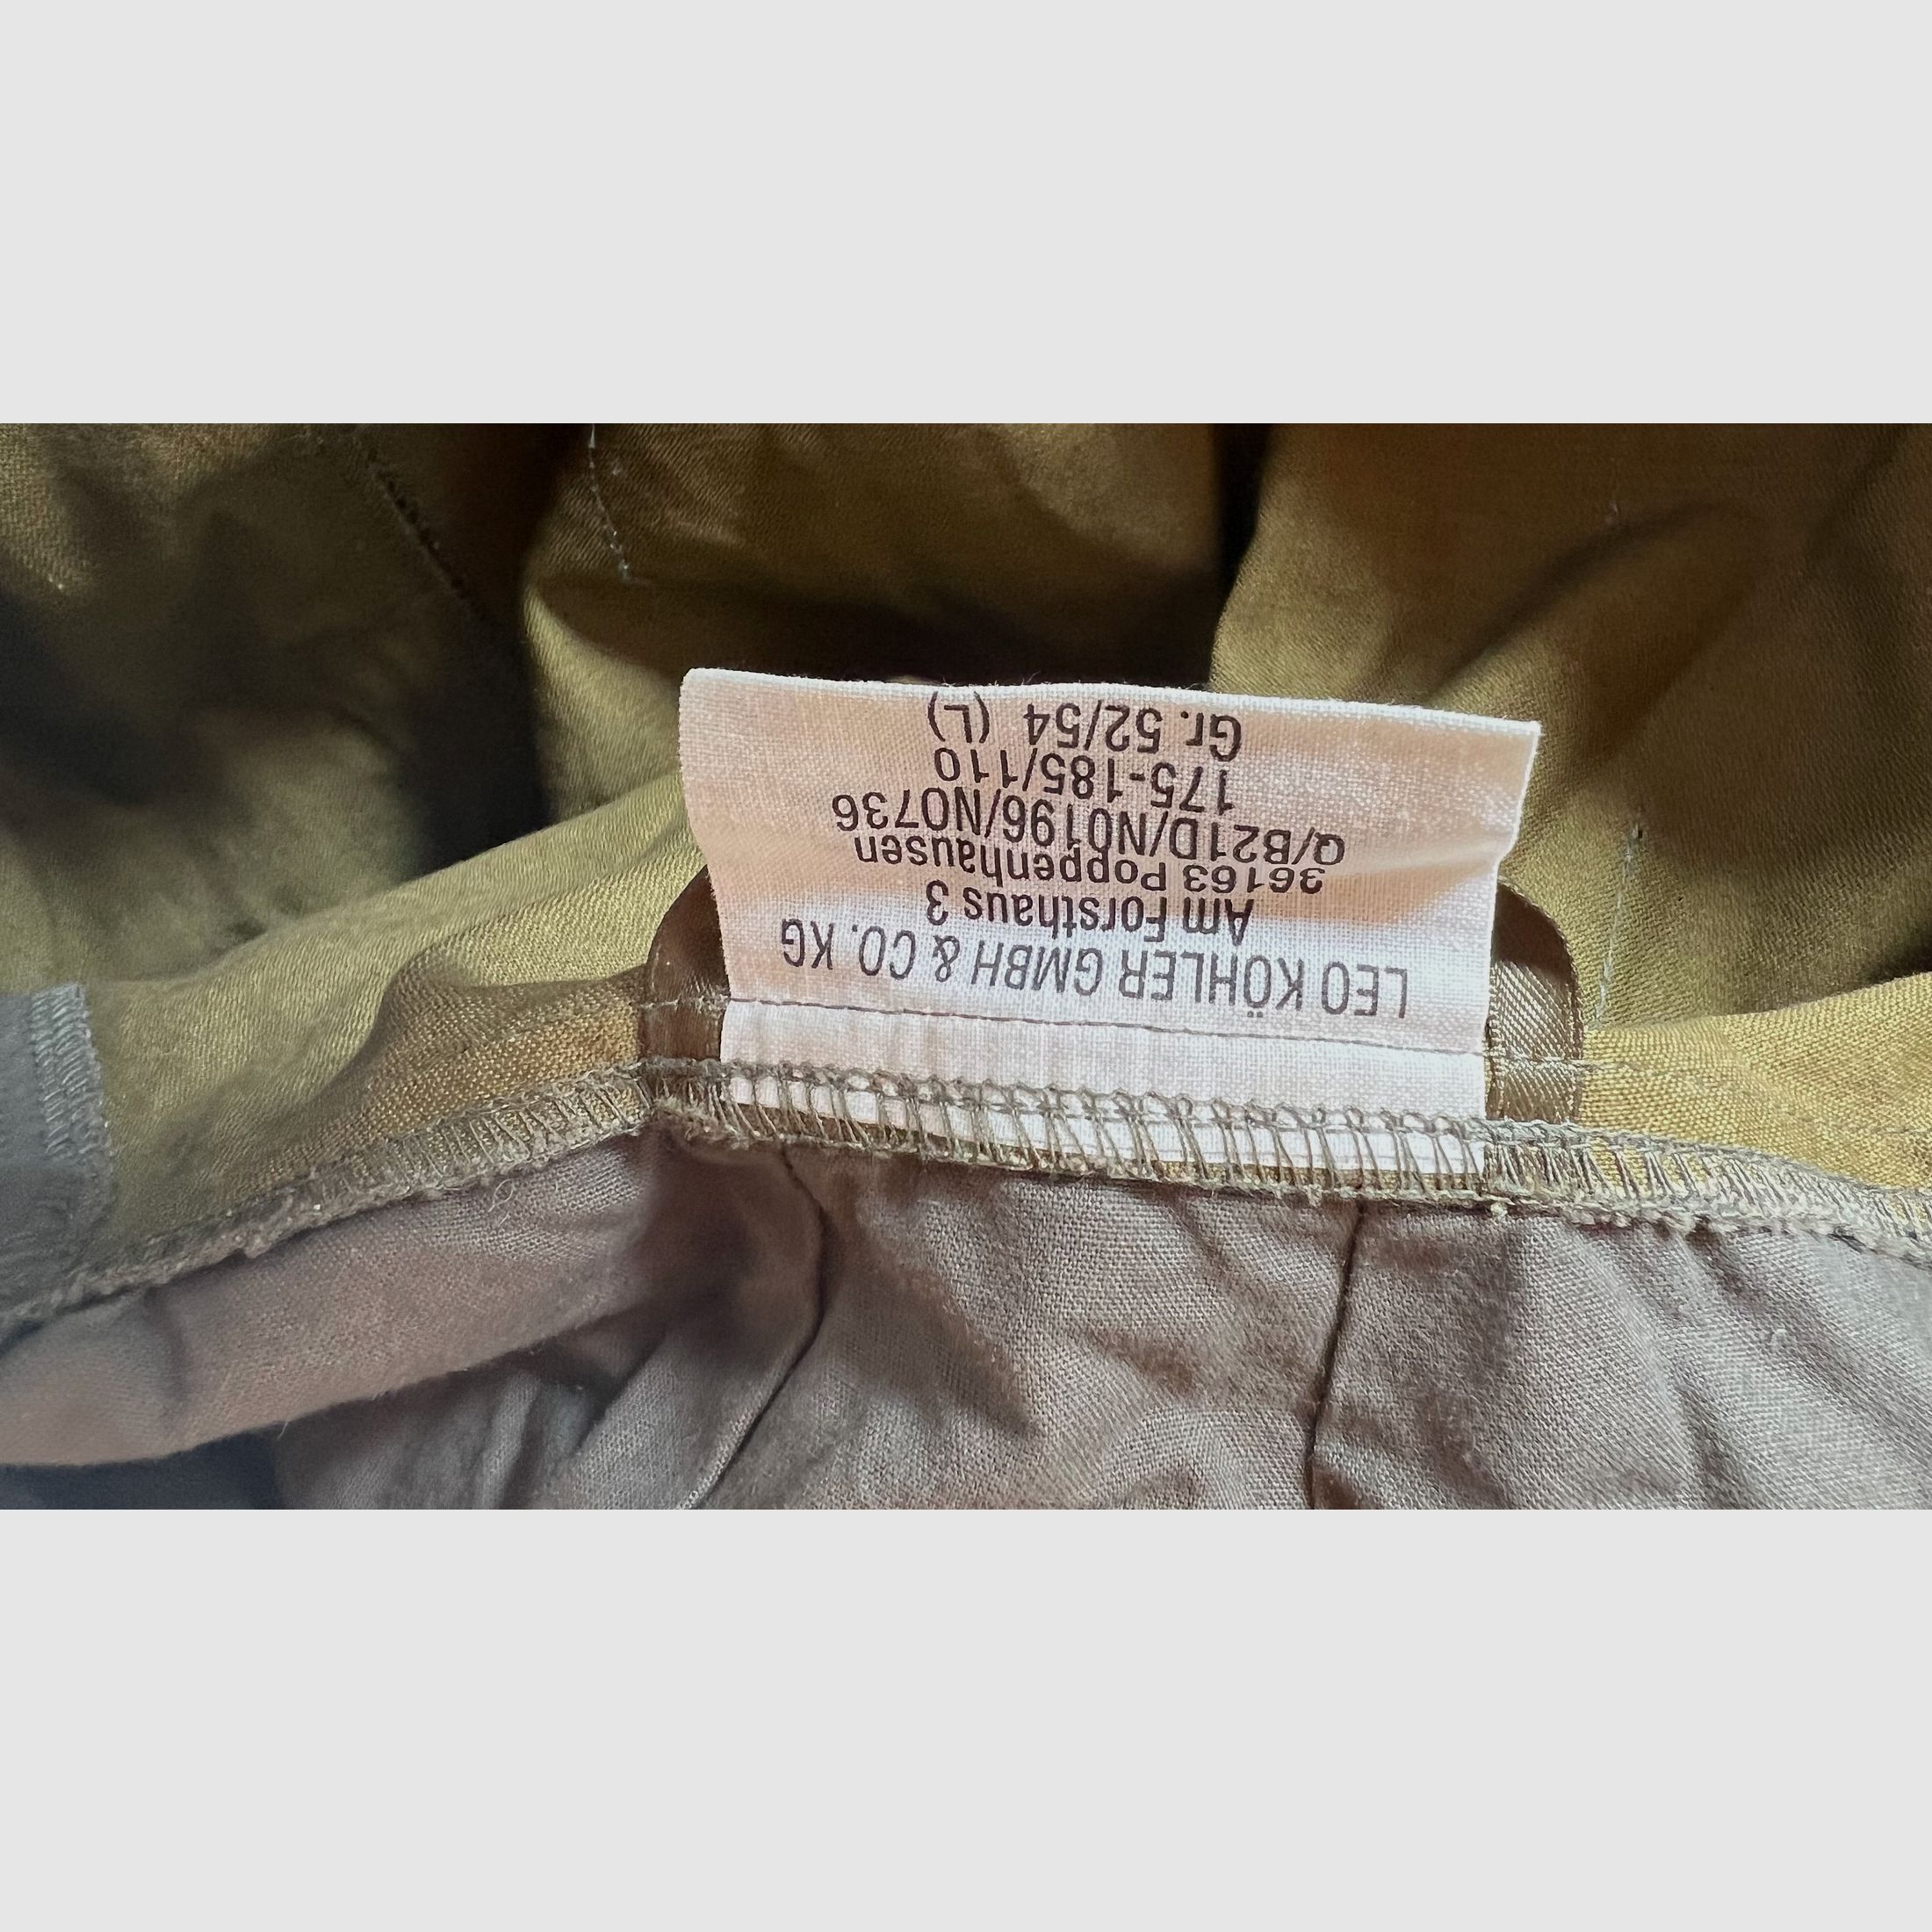 LEO KÖHLER GMBH & CO. KG
Am Forsthaus 3
36163 Poppenhausen
Q/B21D/N0196/N0736
175-185/110
Gr. 52/54 (L)